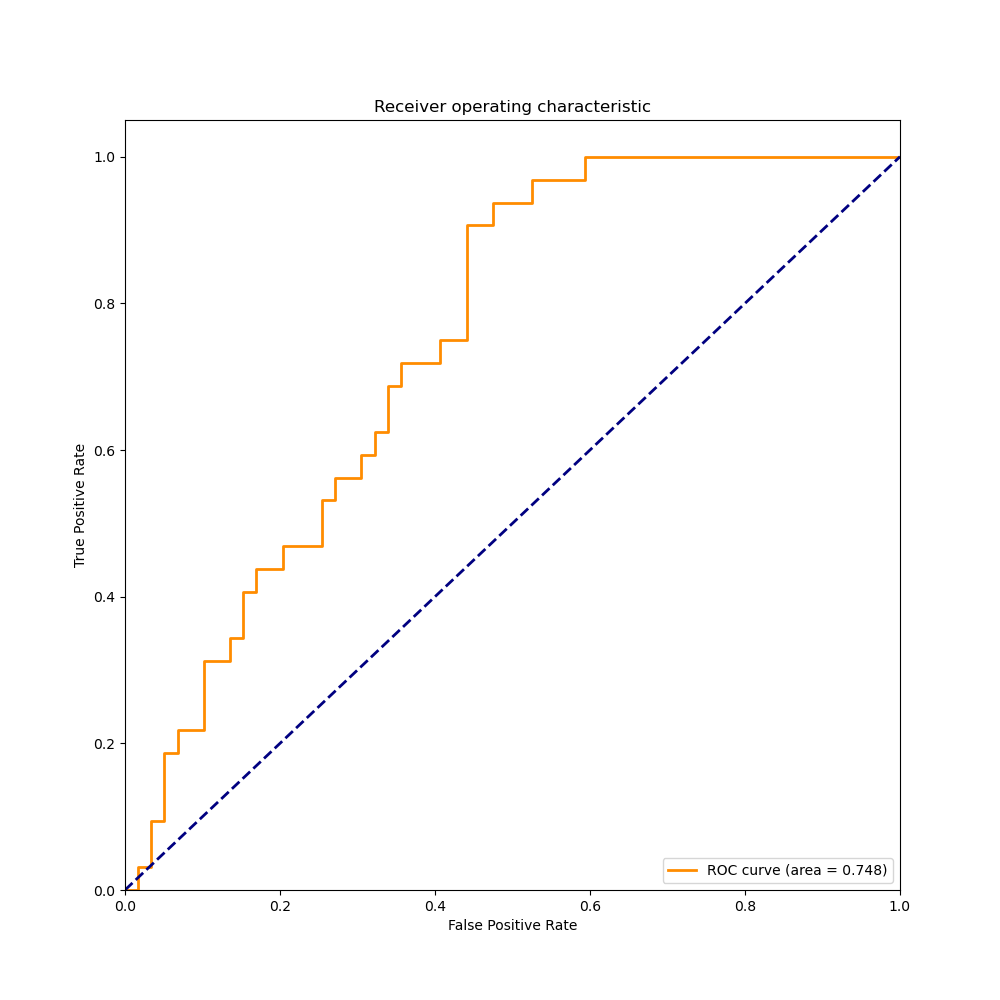 Receiver operating characteristic
True Positive Rate
1.0
0.8
0.6
0.4
0.2
0.0
0.0 0.2 0.4 0.6 0.8 1.0
False Positive Rate
ROC curve (area = 0.748)